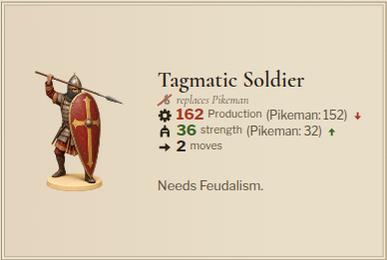 Tagmatic Soldier
replaces Pikeman
162 Production (Pikeman: 152)
36 strength (Pikeman: 32)
2 moves
Needs Feudalism.